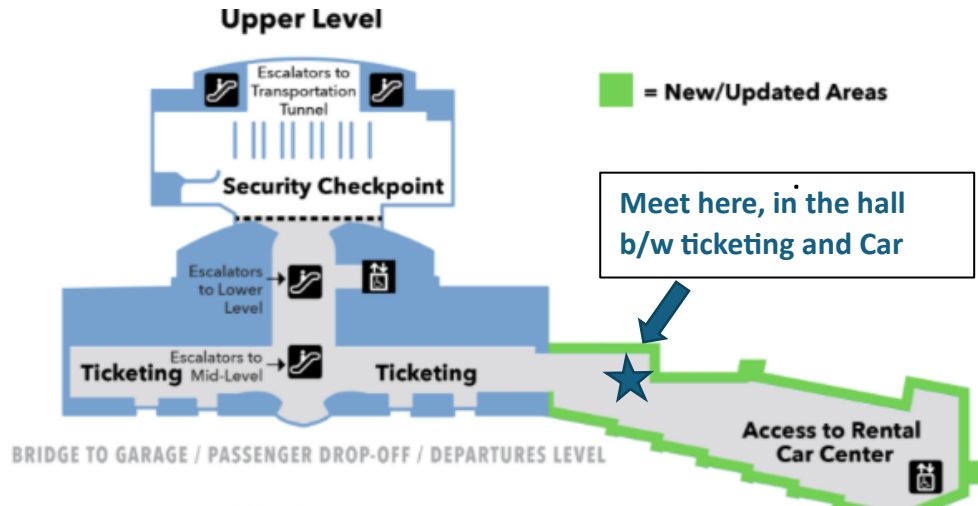 Upper Level
Escalators to
Transportation
Tunnel
= New/Updated Areas
Security Checkpoint
Meet here, in the hall
b/w ticketing and Car
Escalators
to Lower
Level
Escalators to
Mid-Level
Ticketing
Ticketing
Access to Rental
Car Center
BRIDGE TO GARAGE / PASSENGER DROP-OFF / DEPARTURES LEVEL